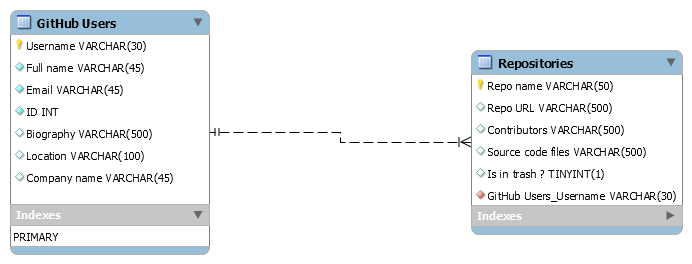 GitHub Users
Username VARCHAR(30)
Full name VARCHAR(45)
Email VARCHAR(45)
ID INT
Biography VARCHAR(500)
Location VARCHAR(100)
Company name VARCHAR(45)
Indexes
PRIMARY
Repositories
Repo name VARCHAR(50)
Repo URL VARCHAR(500)
Contributors VARCHAR(500)
Source code files VARCHAR(500)
Is in trash ? TINYINT(1)
GitHub Users_Username VARCHAR(30)
Indexes